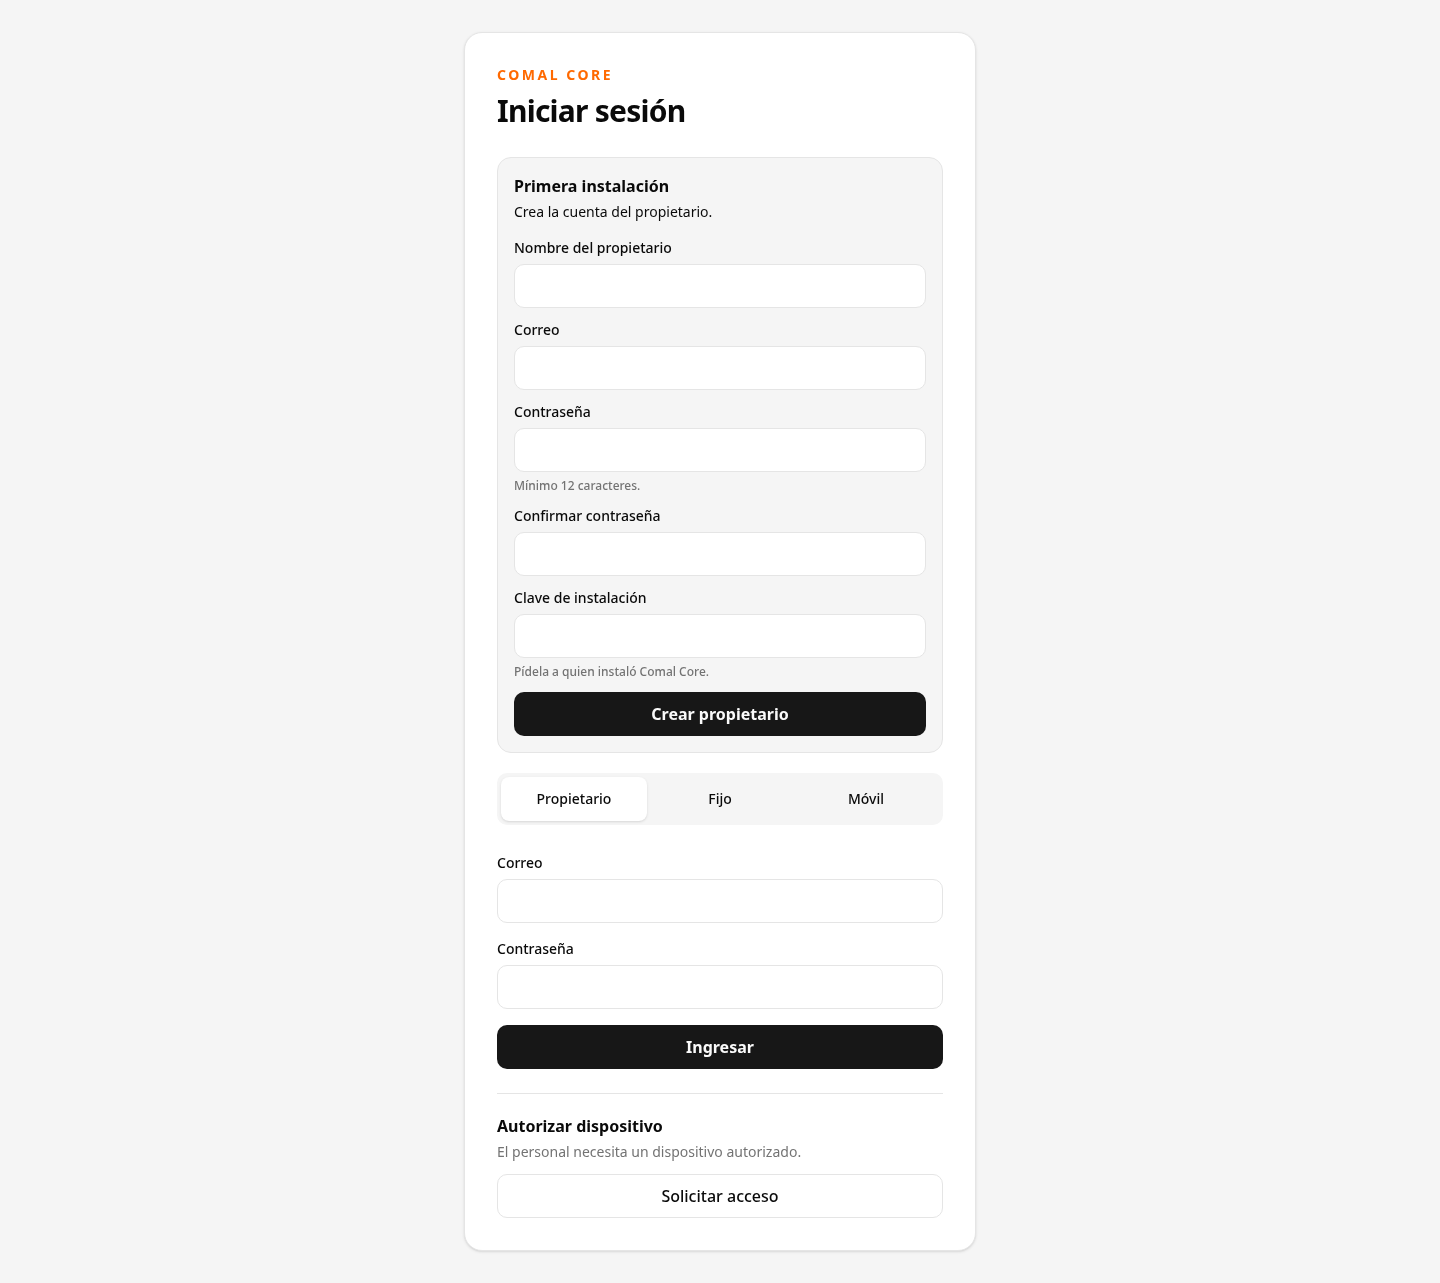 COMAL CORE
Iniciar sesión
Primera instalación
Crea la cuenta del propietario.
Nombre del propietario
Correo
Contraseña
Mínimo 12 caracteres.
Confirmar contraseña
Clave de instalación
Pídela a quien instaló Comal Core.
Crear propietario
Propietario Fijo Móvil
Correo
Contraseña
Ingresar
Autorizar dispositivo
El personal necesita un dispositivo autorizado.
Solicitar acceso